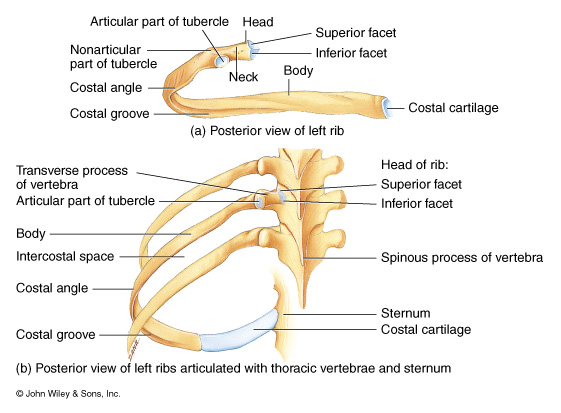 Articular part of tubercle
Head
Superior facet
Inferior facet
Nonarticular
part of tubercle
Neck
Body
Costal angle
Costal groove
Costal cartilage
(a) Posterior view of left rib
Transverse process
of vertebra
Articular part of tubercle
Head of rib:
Superior facet
Inferior facet
Body
Intercostal space
Spinous process of vertebra
Costal angle
Sternum
Costal cartilage
Costal groove
(b) Posterior view of left ribs articulated with thoracic vertebrae and sternum
© John Wiley & Sons, Inc.